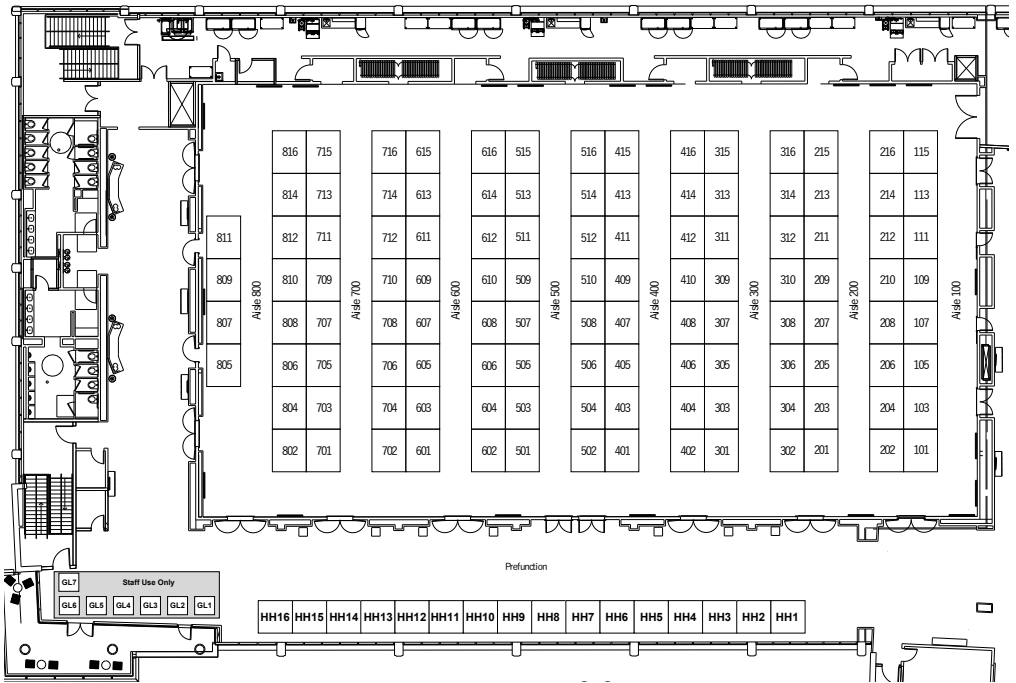 816 715 716 615 616 515 516 415 416 315 316 215 216 115
814 713 714 613 614 513 514 413 414 313 314 213 214 113
811 812 711 712 611 612 511 512 411 412 311 312 211 212 111
809 810 709 710 609 610 509 510 409 410 309 310 209 210 109
Aisle 800 Aisle 700 Aisle 600 Aisle 500 Aisle 400 Aisle 300 Aisle 200 Aisle 100
807 808 707 708 607 608 507 508 407 408 307 308 207 208 107
805 806 705 706 605 606 505 506 405 406 305 306 205 206 105
804 703 704 603 604 503 504 403 404 303 304 203 204 103
802 701 702 601 602 501 502 401 402 301 302 201 202 101
Prefunction
GL7 Staff Use Only
GL6 GL5 GL4 GL3 GL2 GL1
HH16 HH15 HH14 HH13 HH12 HH11 HH10 HH9 HH8 HH7 HH6 HH5 HH4 HH3 HH2 HH1